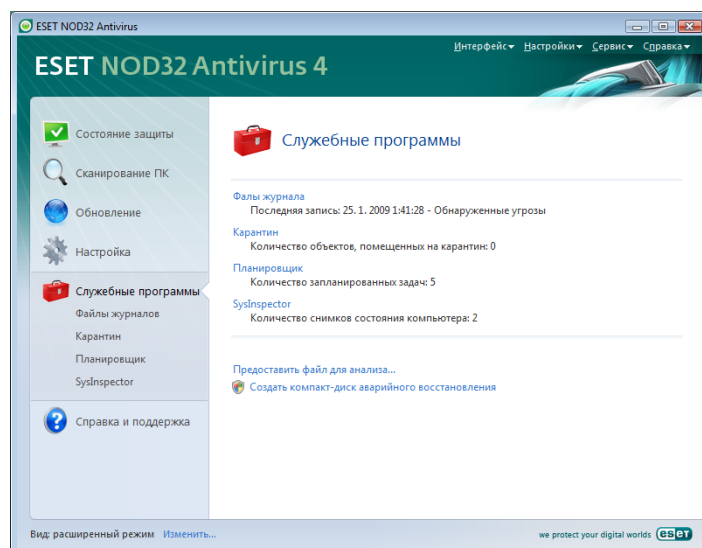 ESET NOD32 Antivirus
Интерфейс Настройки Сервис Справка
ESET NOD32 Antivirus 4
Состояние защиты
Сканирование ПК
Обновление
Настройка
Служебные программы
Файлы журналов
Карантин
Планировщик
SysInspector
Справка и поддержка
Служебные программы
Фалы журнала
Последняя запись: 25. 1. 2009 1:41:28 - Обнаруженные угрозы
Карантин
Количество объектов, помещенных на карантин: 0
Планировщик
Количество запланированных задач: 5
SysInspector
Количество снимков состояния компьютера: 2
Предоставить файл для анализа...
Создать компакт-диск аварийного восстановления
Вид: расширенный режим Изменить...
we protect your digital worlds eseT